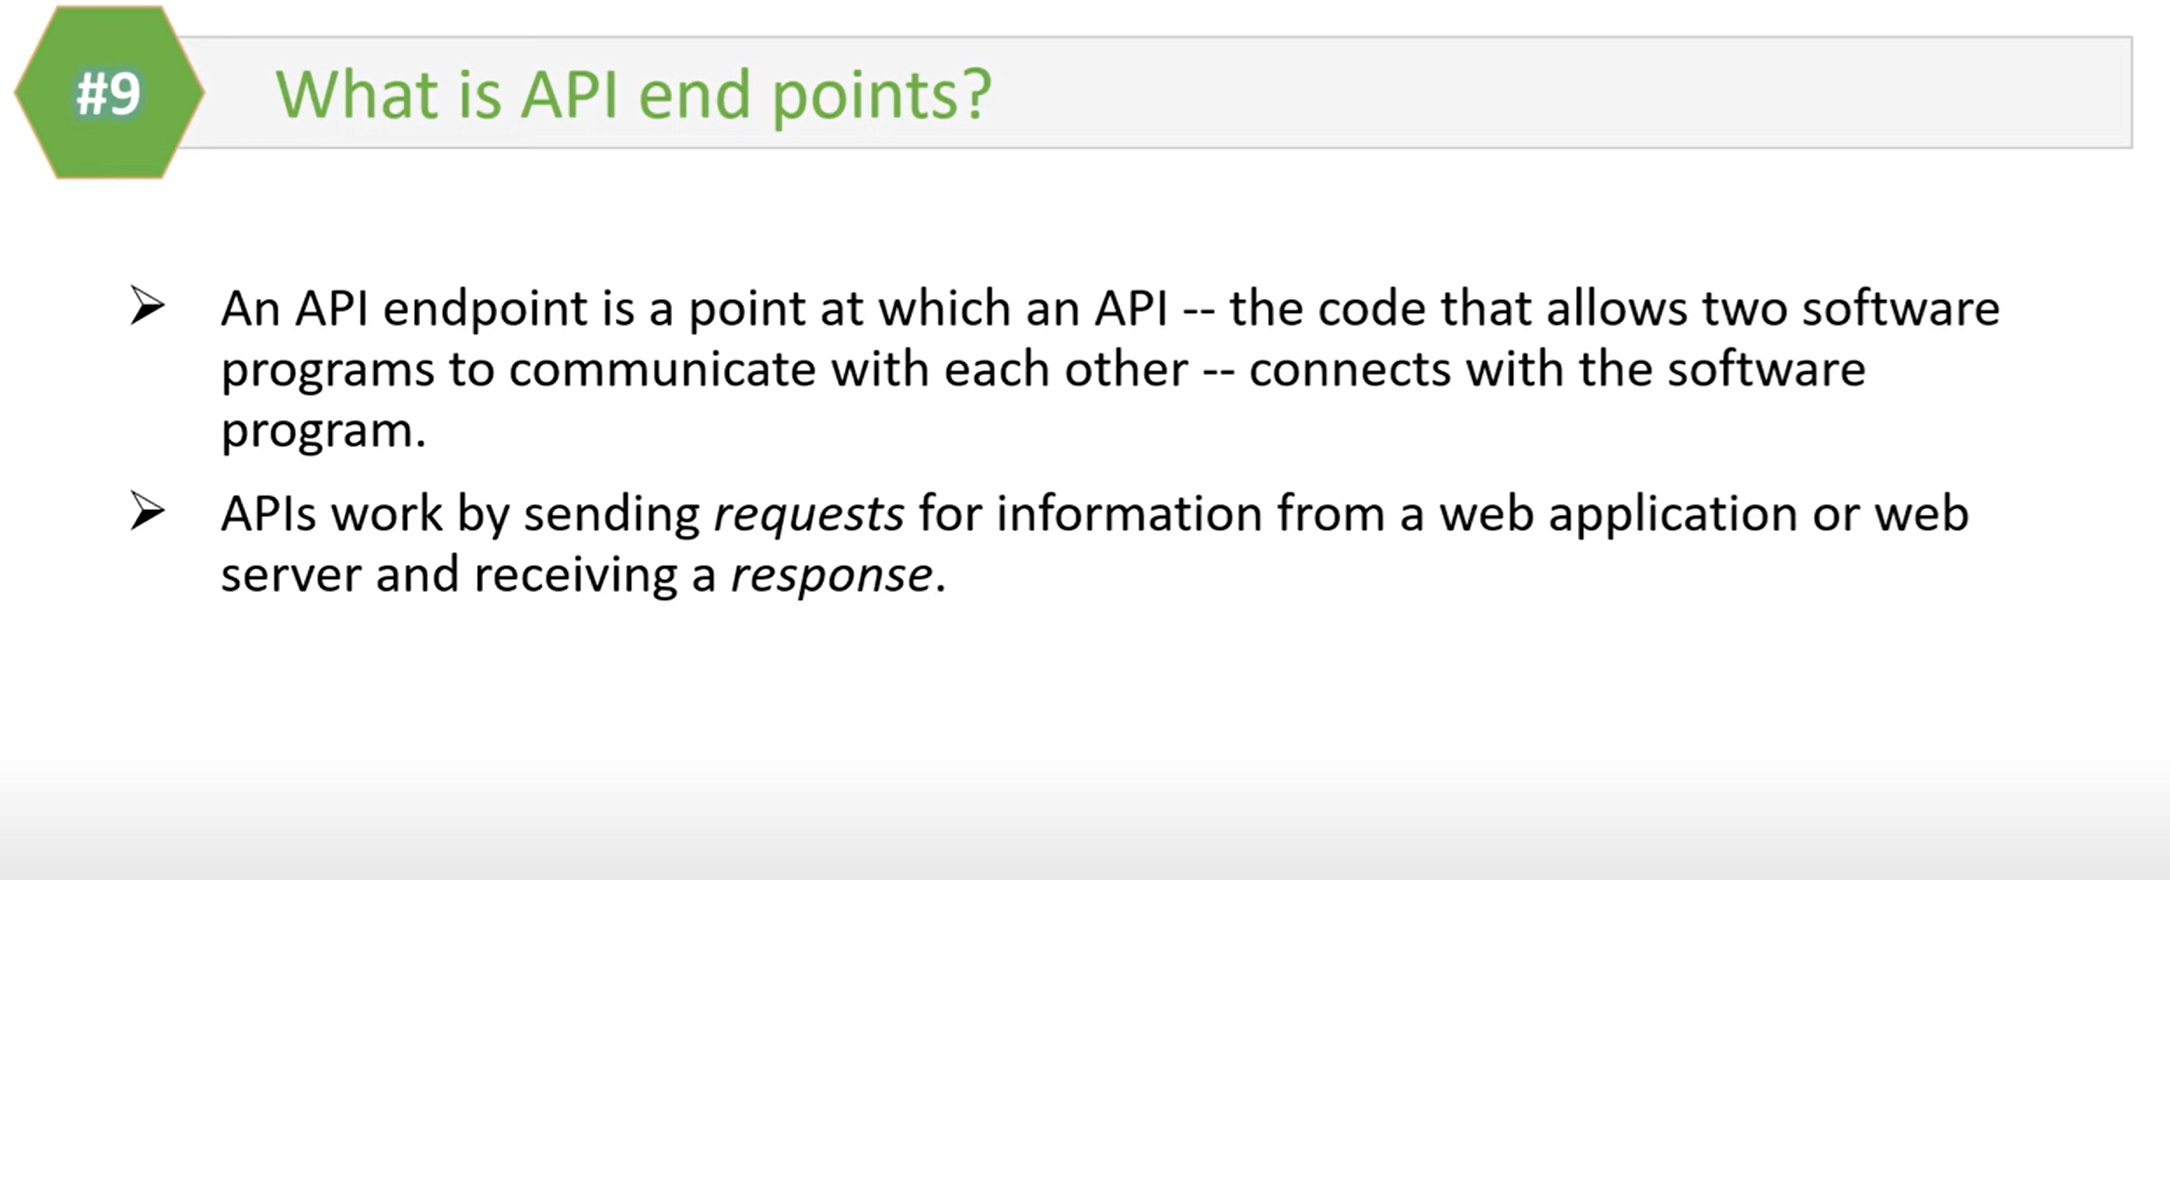 #9
What is API end points?
An API endpoint is a point at which an API -- the code that allows two software
programs to communicate with each other -- connects with the software
program.
APIs work by sending requests for information from a web application or web
server and receiving a response.